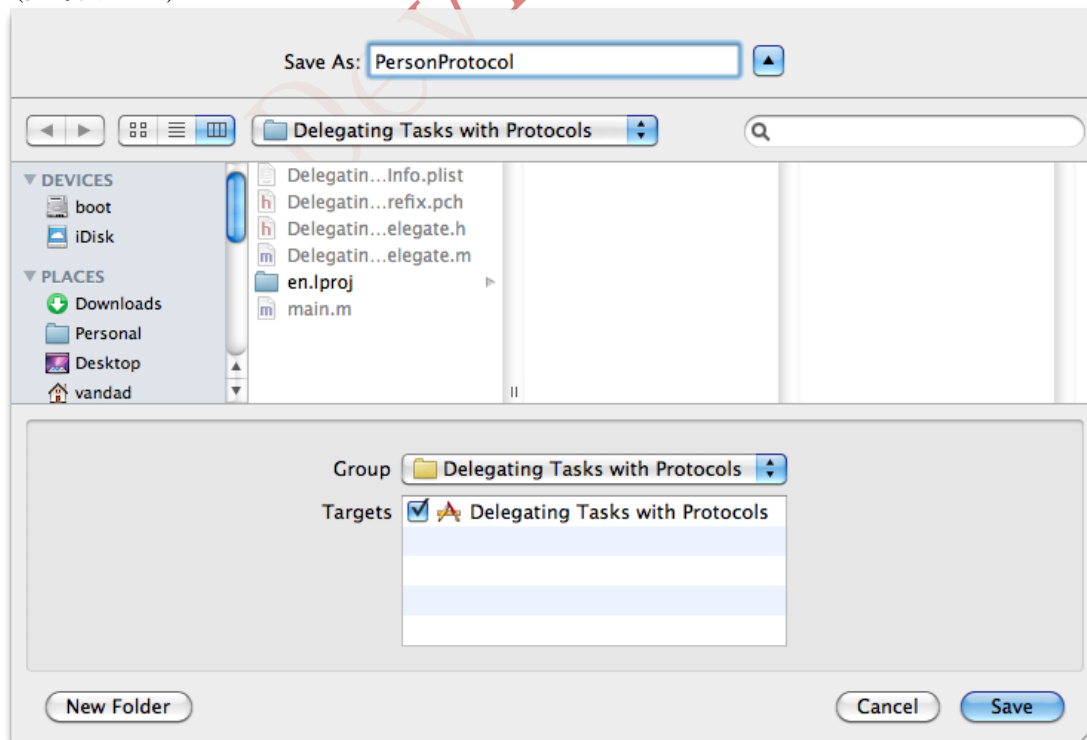 Save As: PersonProtocol
Delegating Tasks with Protocols
DEVICES
boot
iDisk
PLACES
Downloads
Personal
Desktop
vandad
Delegatin...Info.plist
Delegatin...refix.pch
Delegatin...elegate.h
Delegatin...elegate.m
en.lproj
main.m
Group Delegating Tasks with Protocols
Targets Delegating Tasks with Protocols
New Folder
Cancel
Save